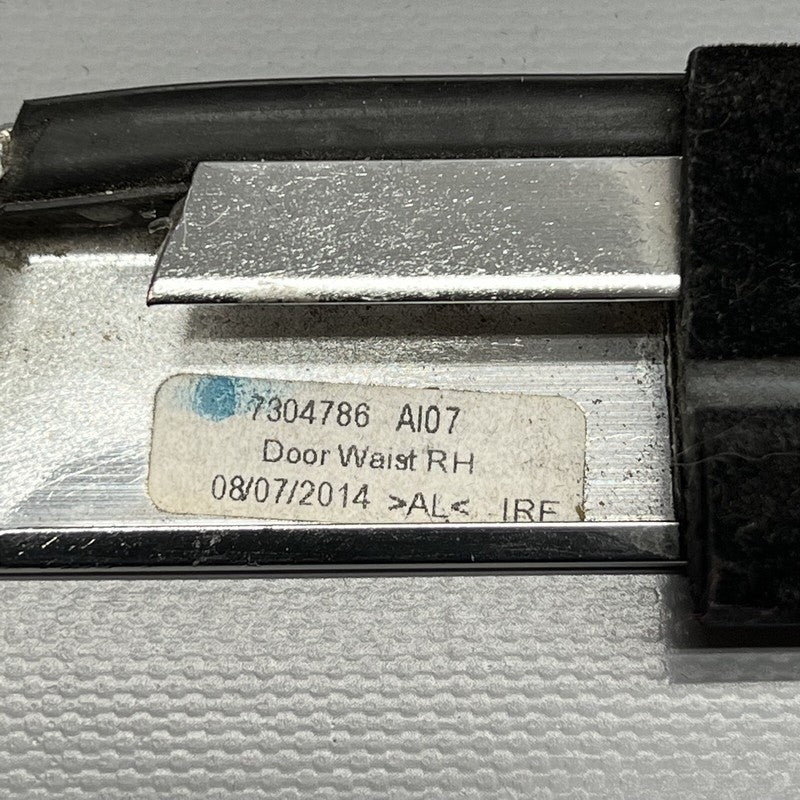 7304786 AI07
Door Waist RH
08/07/2014 >AL< IRF